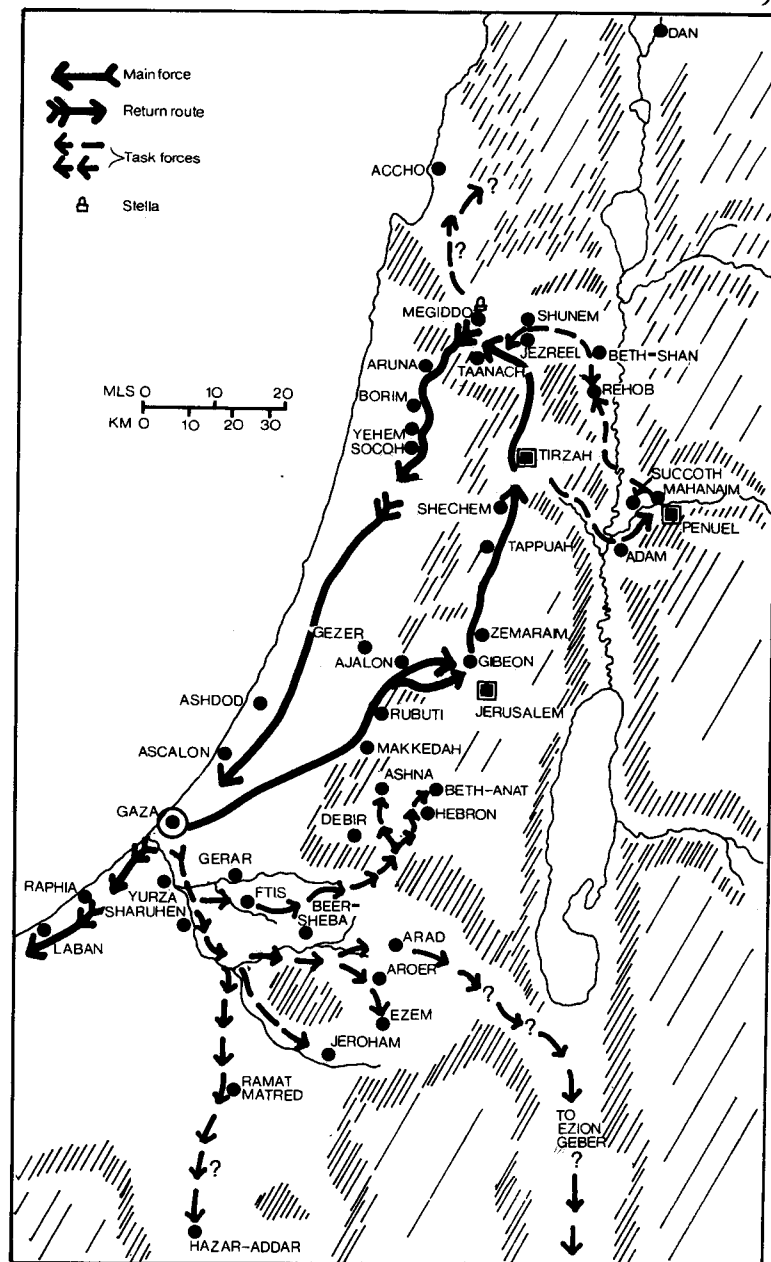 DAN
Main force
Return route
Task forces
Stella
ACCHO
?
?
MEGIDDO
SHUNEM
JEZREEL
BETH-SHAN
TAANACH
ARUNA
REHOB
MLS 0 10 20
KM 0 10 20 30
BORIM
YEHEM
SOCOH
TIRZAH
SUCCOTH
MAHANAIM
SHECHEM
PENUEL
TAPPUAH
ADAM
GEZER
ZEMARAIM
AJALON
GIBEON
JERUSALEM
ASHDOD
RUBUTI
ASCALON
MAKKEDAH
ASHNA
BETH-ANAT
GAZA
HEBRON
DEBIR
GERAR
RAPHIA
YURZA
FTIS
SHARUHEN
BEER-
SHEBA
LABAN
ARAD
AROER
?
EZEM
?
JEROHAM
RAMAT
MATRED
TO
EZION
GEBER
?
?
HAZAR-ADDAR